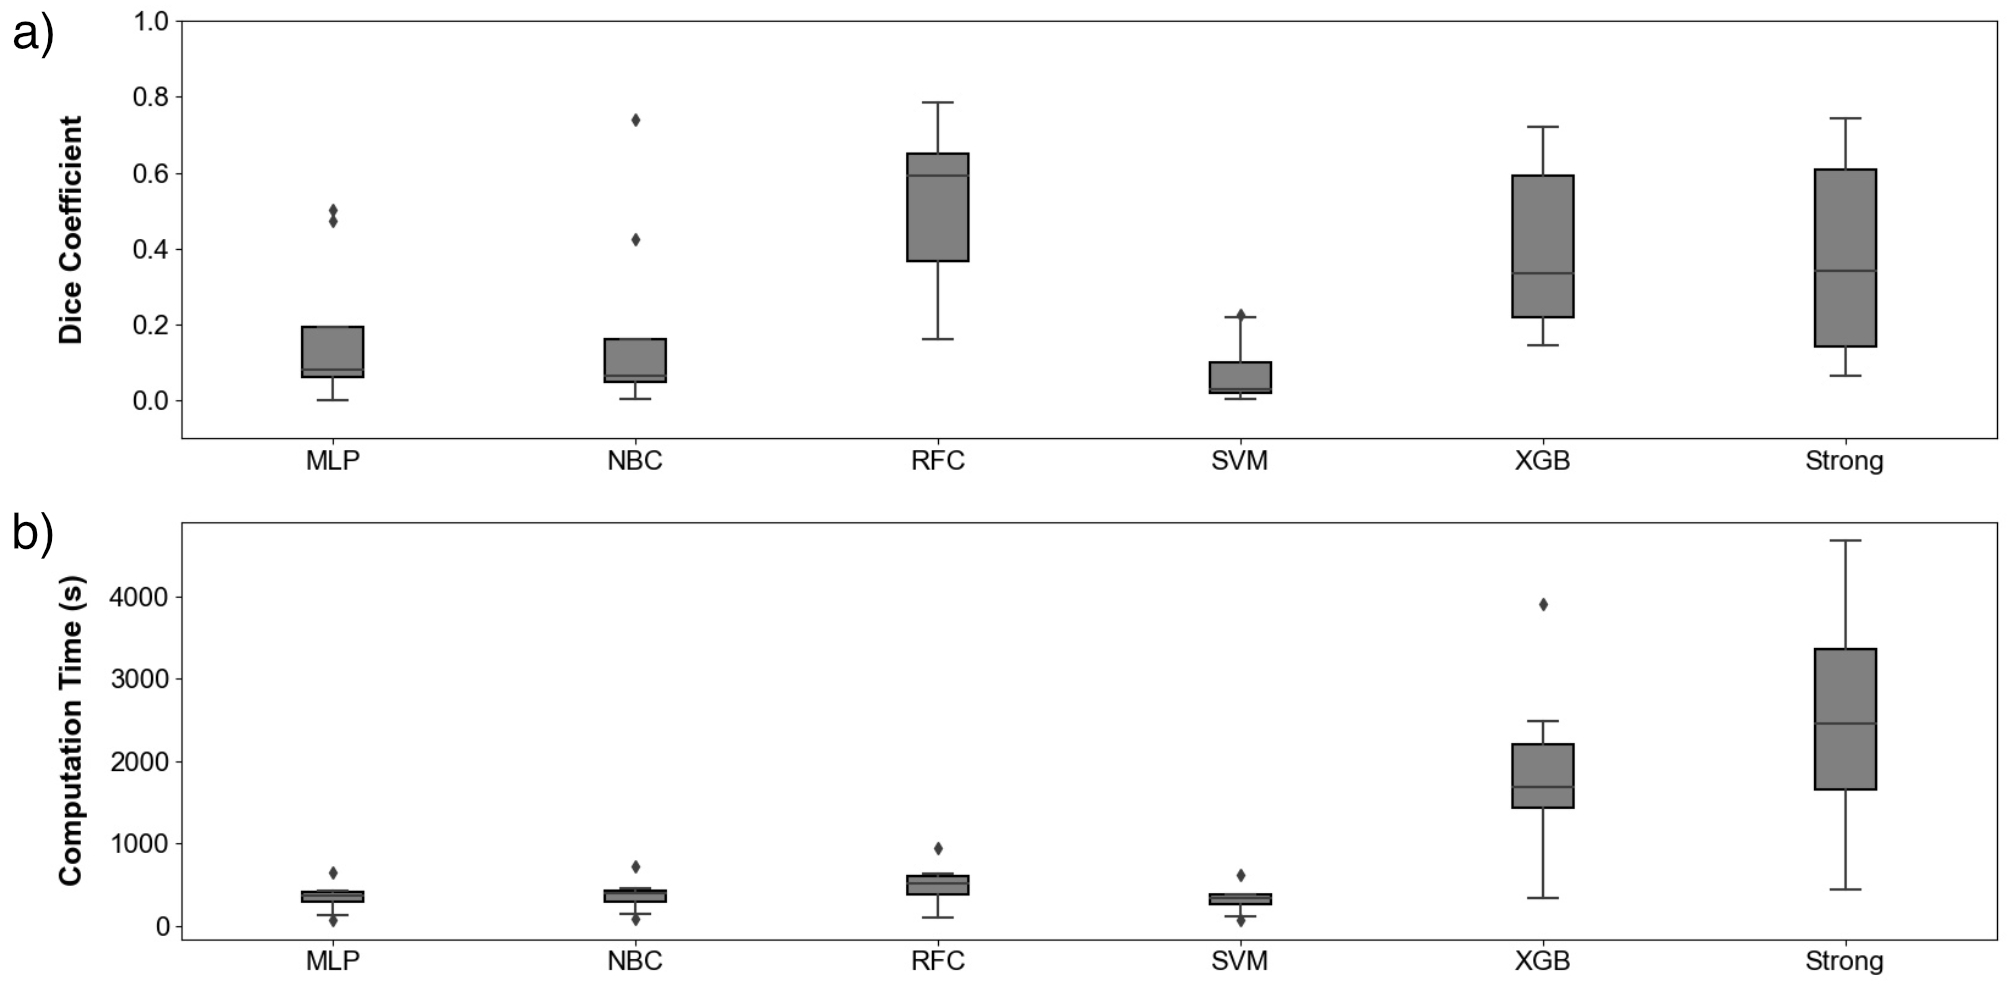 a)
1.0
0.8
0.6
0.4
0.2
0.0
Dice Coefficient
MLP NBC RFC SVM XGB Strong
b)
4000
3000
2000
1000
0
Computation Time (s)
MLP NBC RFC SVM XGB Strong